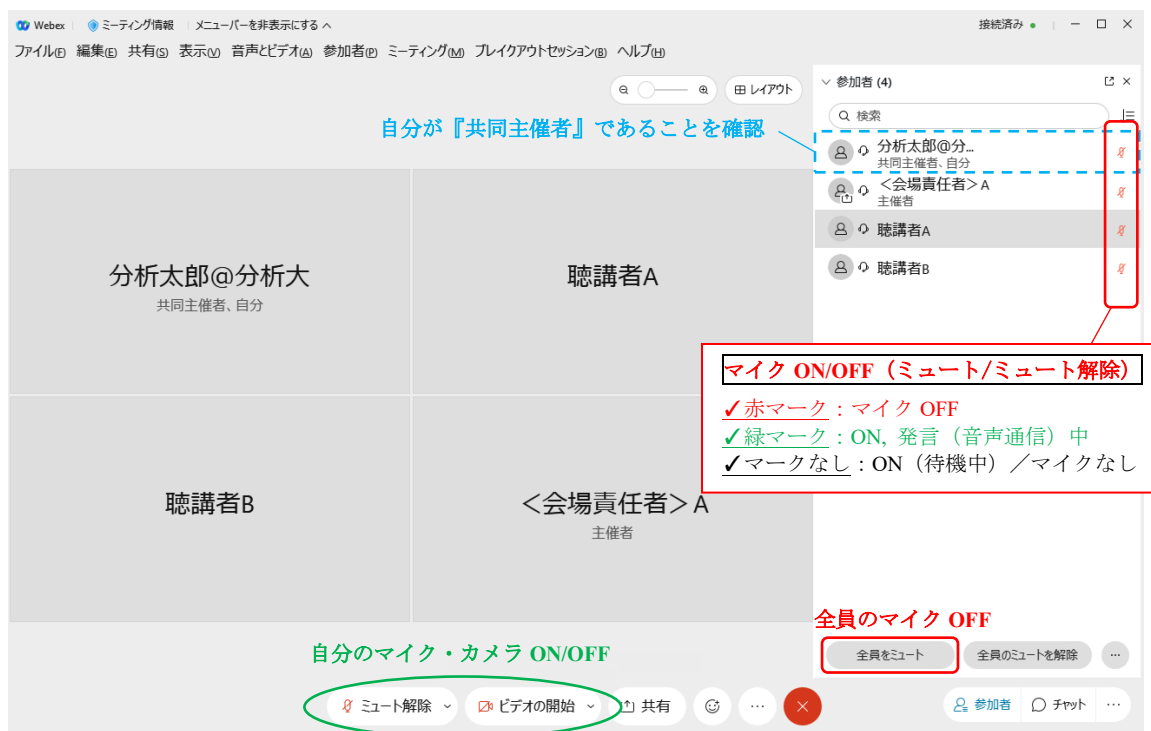 Webex ミーティング情報 メニューバーを非表示にする 接続済み
ファイル(F) 編集(E) 共有(S) 表示(V) 音声とビデオ(A) 参加者(P) ミーティング(M) ブレイクアウトセッション(B) ヘルプ(H)
レイアウト
参加者 (4)
検索
自分が『共同主催者』であることを確認
分析太郎@分...
共同主催者、自分
＜会場責任者＞A
主催者
聴講者A
聴講者B
分析太郎@分析大
共同主催者、自分
聴講者A
聴講者B
＜会場責任者＞A
主催者
マイク ON/OFF（ミュート/ミュート解除）
✓赤マーク：マイク OFF
✓緑マーク：ON, 発言（音声通信）中
✓マークなし：ON（待機中）／マイクなし
全員のマイク OFF
全員をミュート 全員のミュートを解除 ...
自分のマイク・カメラ ON/OFF
ミュート解除 ビデオの開始 共有 ... 参加者 チャット ...